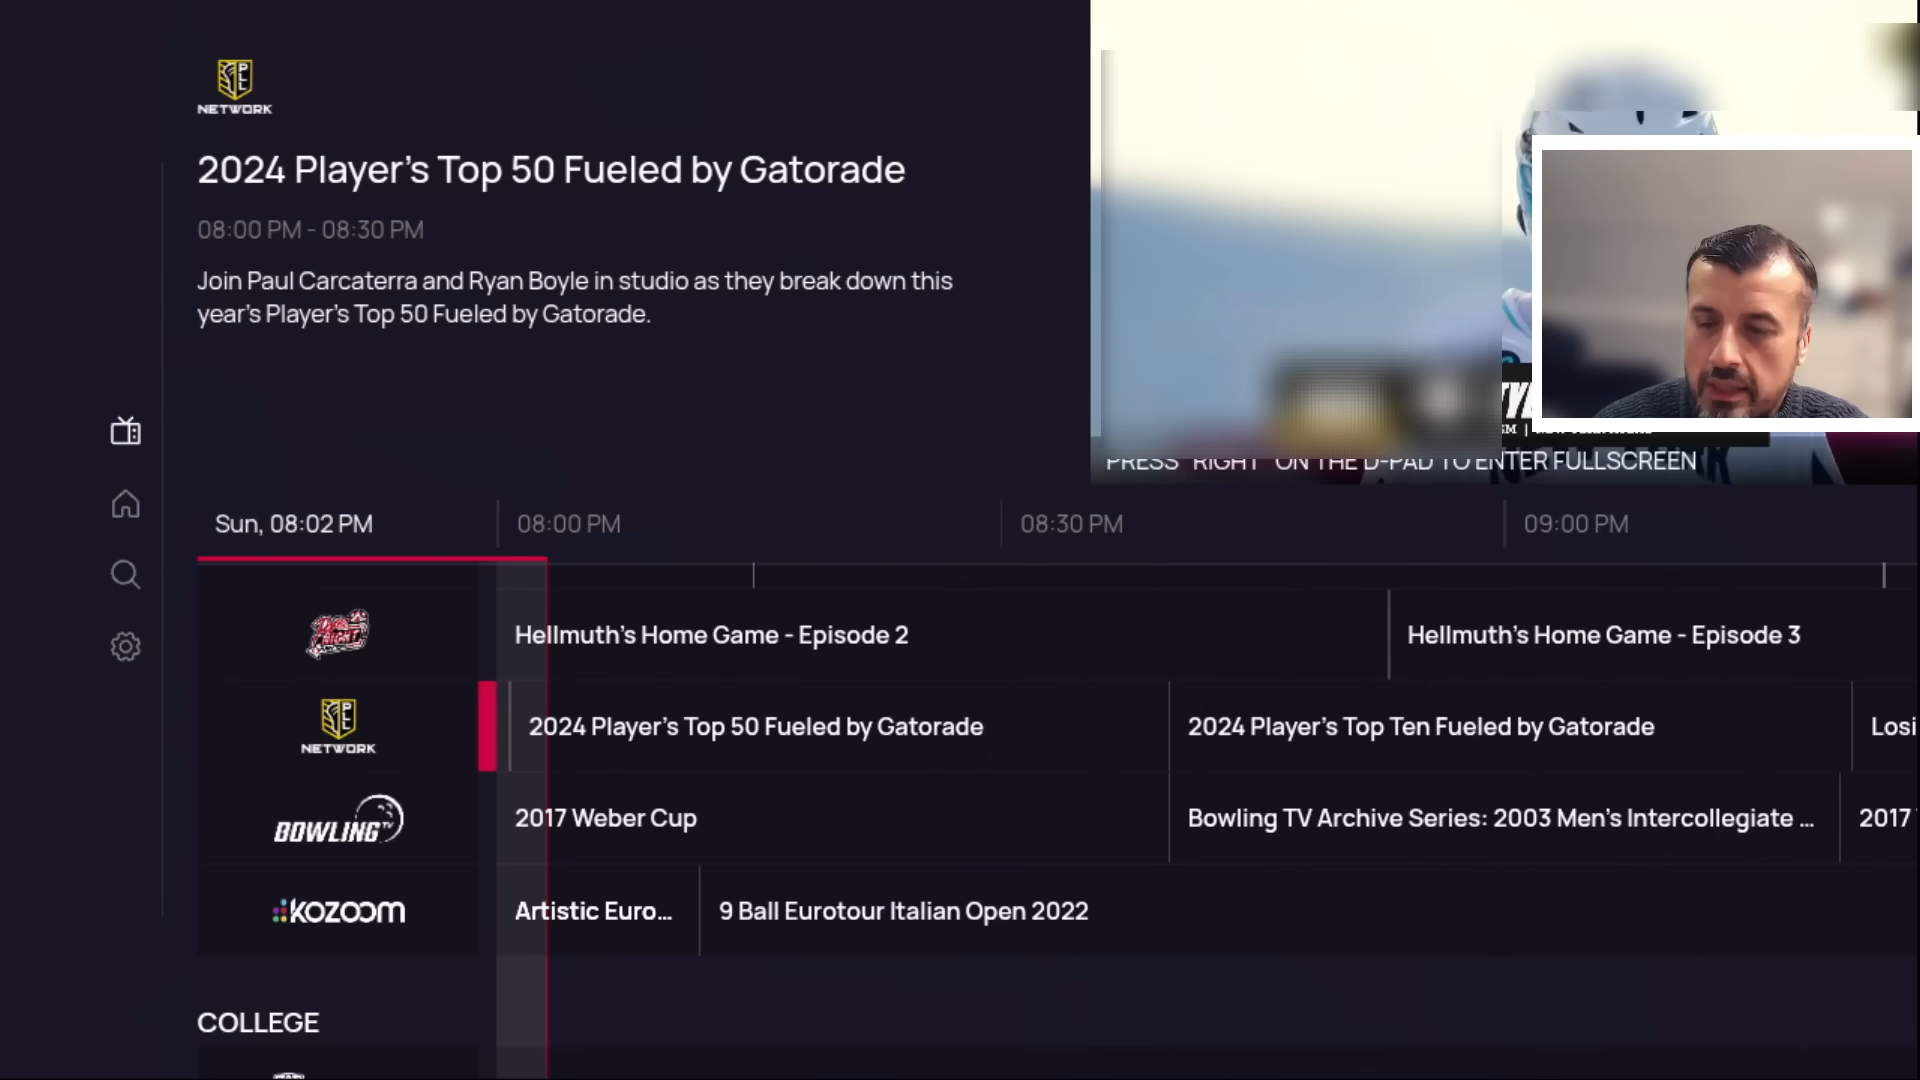 PLL
NETWORK
2024 Player's Top 50 Fueled by Gatorade
08:00 PM - 08:30 PM
Join Paul Carcaterra and Ryan Boyle in studio as they break down this
year's Player's Top 50 Fueled by Gatorade.
PRESS "RIGHT" ON THE D-PAD TO ENTER FULLSCREEN
Sun, 08:02 PM
08:00 PM
08:30 PM
09:00 PM
Hellmuth's Home Game - Episode 2
Hellmuth's Home Game - Episode 3
PLL
NETWORK
2024 Player's Top 50 Fueled by Gatorade
2024 Player's Top Ten Fueled by Gatorade
Losi
BOWLING TV
2017 Weber Cup
Bowling TV Archive Series: 2003 Men's Intercollegiate ...
2017
kozoom
Artistic Euro...
9 Ball Eurotour Italian Open 2022
COLLEGE